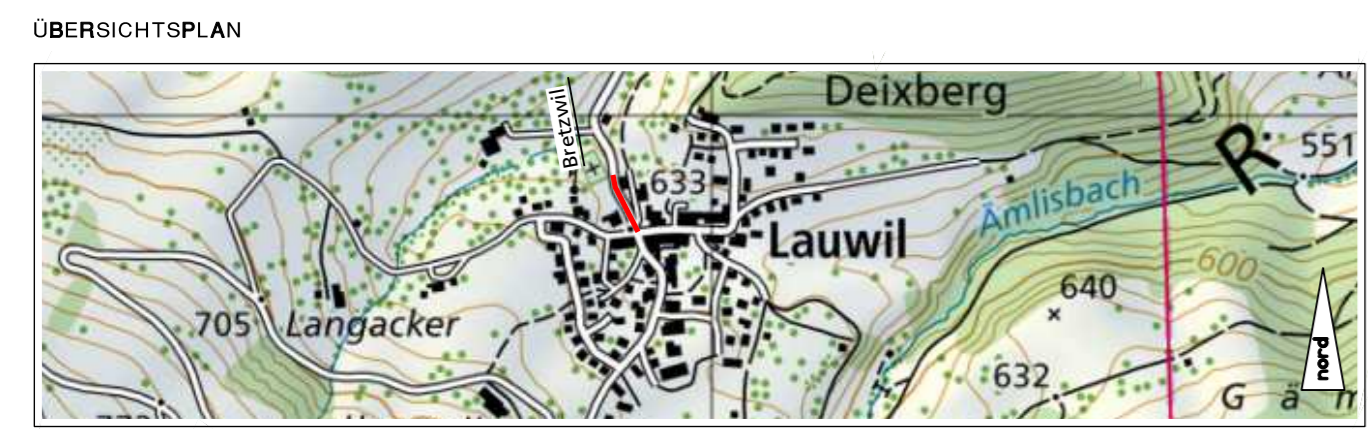 ÜBERSICHTSPLAN
Deixberg
Bretzwil
R
551
633
Ämlisbach
Lauwil
600
640
705
Langacker
nord
632
G ä